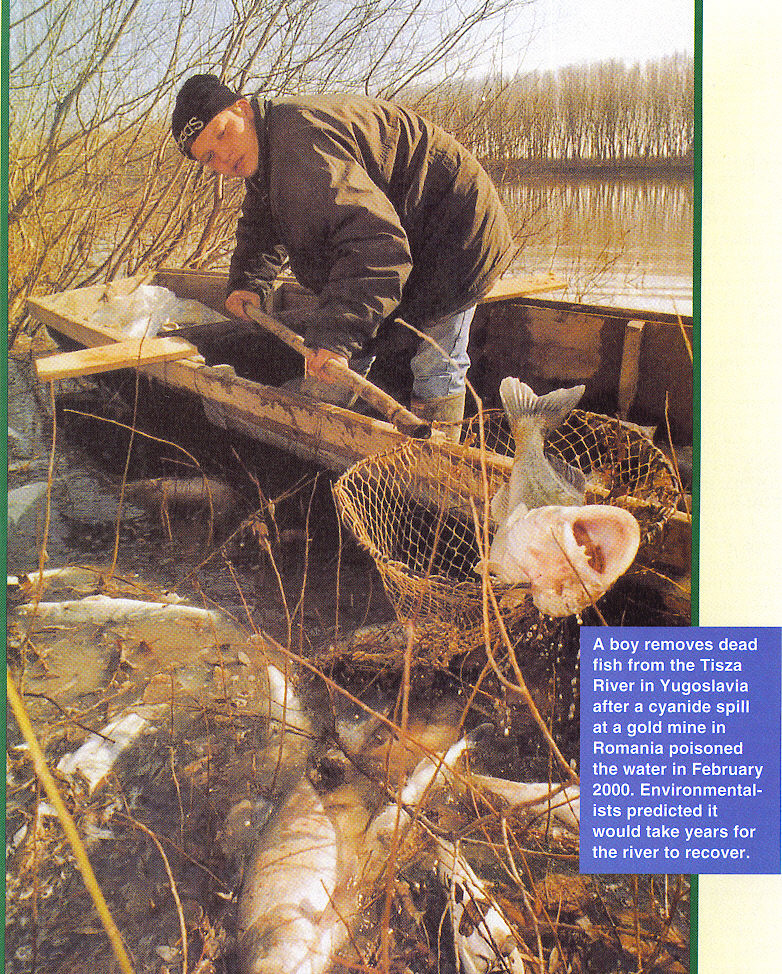 A boy removes dead
fish from the Tisza
River in Yugoslavia
after a cyanide spill
at a gold mine in
Romania poisoned
the water in February
2000. Environmental-
ists predicted it
would take years for
the river to recover.